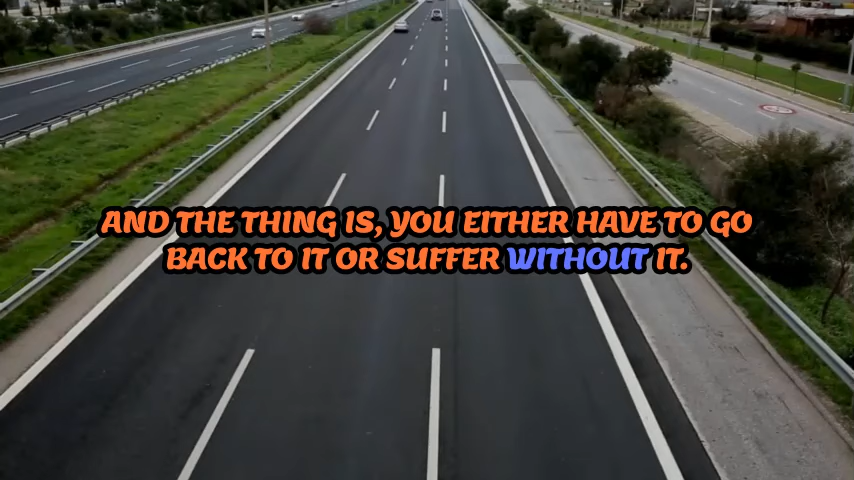 AND THE THING IS, YOU EITHER HAVE TO GO
BACK TO IT OR SUFFER WITHOUT IT.